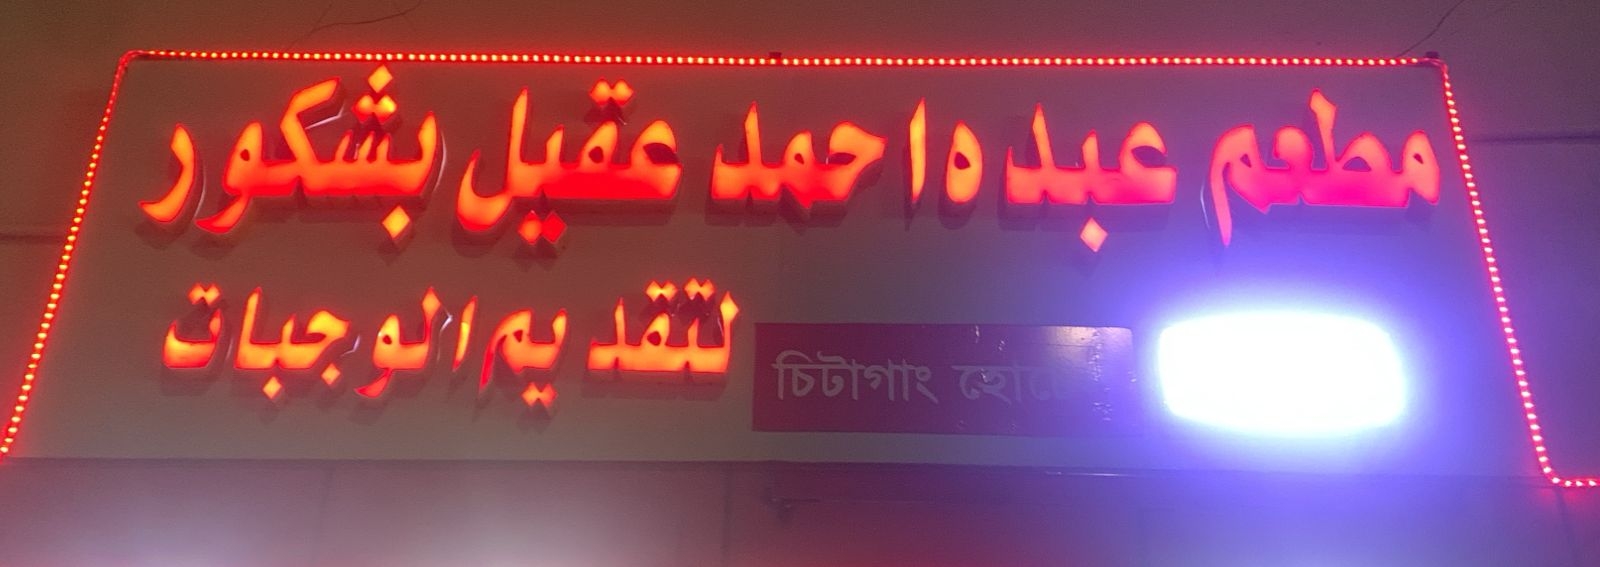 مطعم عبده احمد عقيل بشكور
لتقديم الوجبات
চিটাগাং